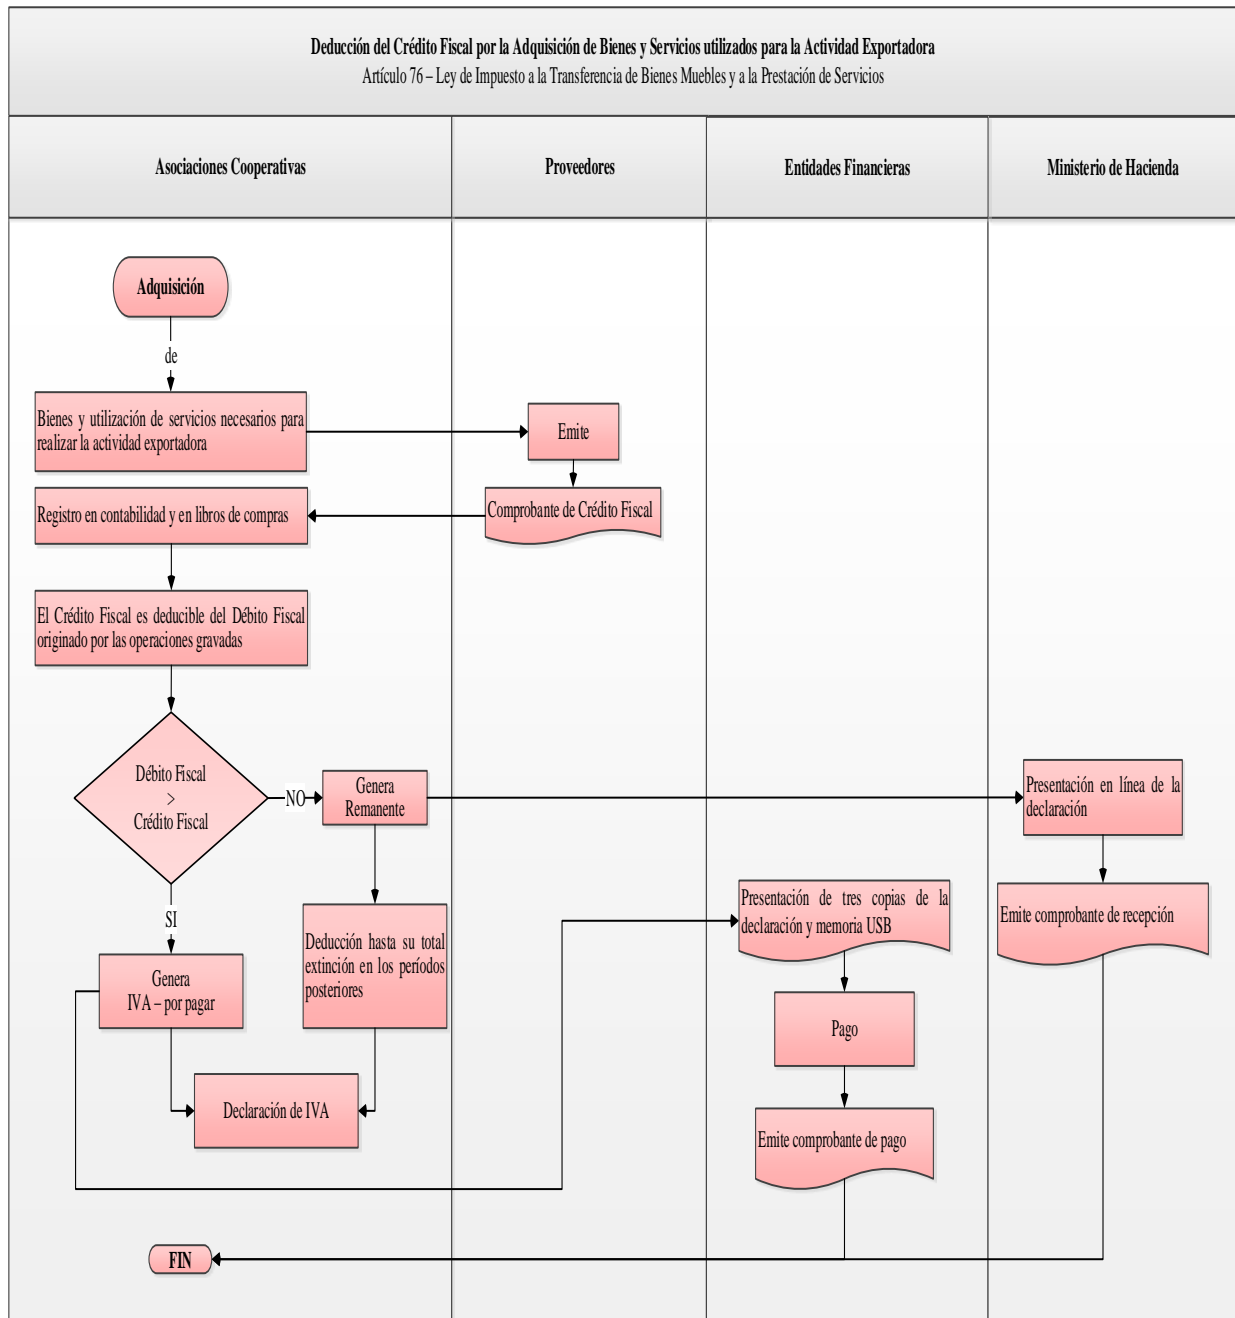 Deducción del Crédito Fiscal por la Adquisición de Bienes y Servicios utilizados para la Actividad Exportadora
Artículo 76 – Ley de Impuesto a la Transferencia de Bienes Muebles y a la Prestación de Servicios
Asociaciones Cooperativas
Proveedores
Entidades Financieras
Ministerio de Hacienda
Adquisición
de
Bienes y utilización de servicios necesarios para
realizar la actividad exportadora
Emite
Comprobante de Crédito Fiscal
Registro en contabilidad y en libros de compras
El Crédito Fiscal es deducible del Débito Fiscal
originado por las operaciones gravadas
Débito Fiscal
>
Crédito Fiscal
NO
Genera
Remanente
Presentación en línea de la
declaración
Emite comprobante de recepción
SI
Genera
IVA – por pagar
Deducción hasta su total
extinción en los períodos
posteriores
Presentación de tres copias de la
declaración y memoria USB
Pago
Declaración de IVA
Emite comprobante de pago
FIN